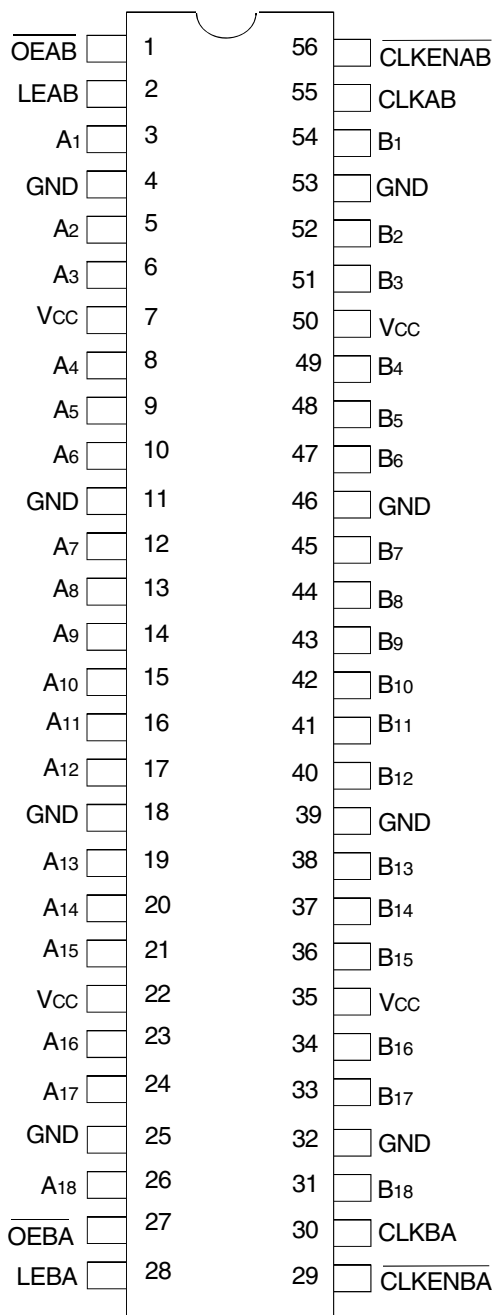 O̅E̅A̅B̅ 1 56 C̅L̅K̅E̅N̅A̅B̅
LEAB 2 55 CLKAB
A1 3 54 B1
GND 4 53 GND
A2 5 52 B2
A3 6 51 B3
VCC 7 50 VCC
A4 8 49 B4
A5 9 48 B5
A6 10 47 B6
GND 11 46 GND
A7 12 45 B7
A8 13 44 B8
A9 14 43 B9
A10 15 42 B10
A11 16 41 B11
A12 17 40 B12
GND 18 39 GND
A13 19 38 B13
A14 20 37 B14
A15 21 36 B15
VCC 22 35 VCC
A16 23 34 B16
A17 24 33 B17
GND 25 32 GND
A18 26 31 B18
O̅E̅B̅A̅ 27 30 CLKBA
LEBA 28 29 C̅L̅K̅E̅N̅B̅A̅